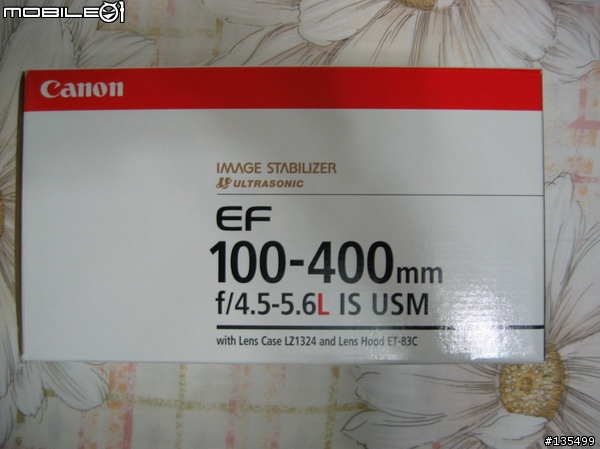 MOBILE01
Canon
IMAGE STABILIZER
ULTRASONIC
EF
100-400mm
f/4.5-5.6L IS USM
with Lens Case LZ1324 and Lens Hood ET-83C
#135499